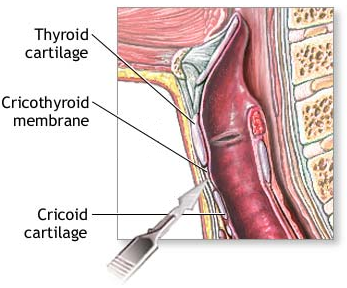 Thyroid
cartilage
Cricothyroid
membrane
Cricoid
cartilage